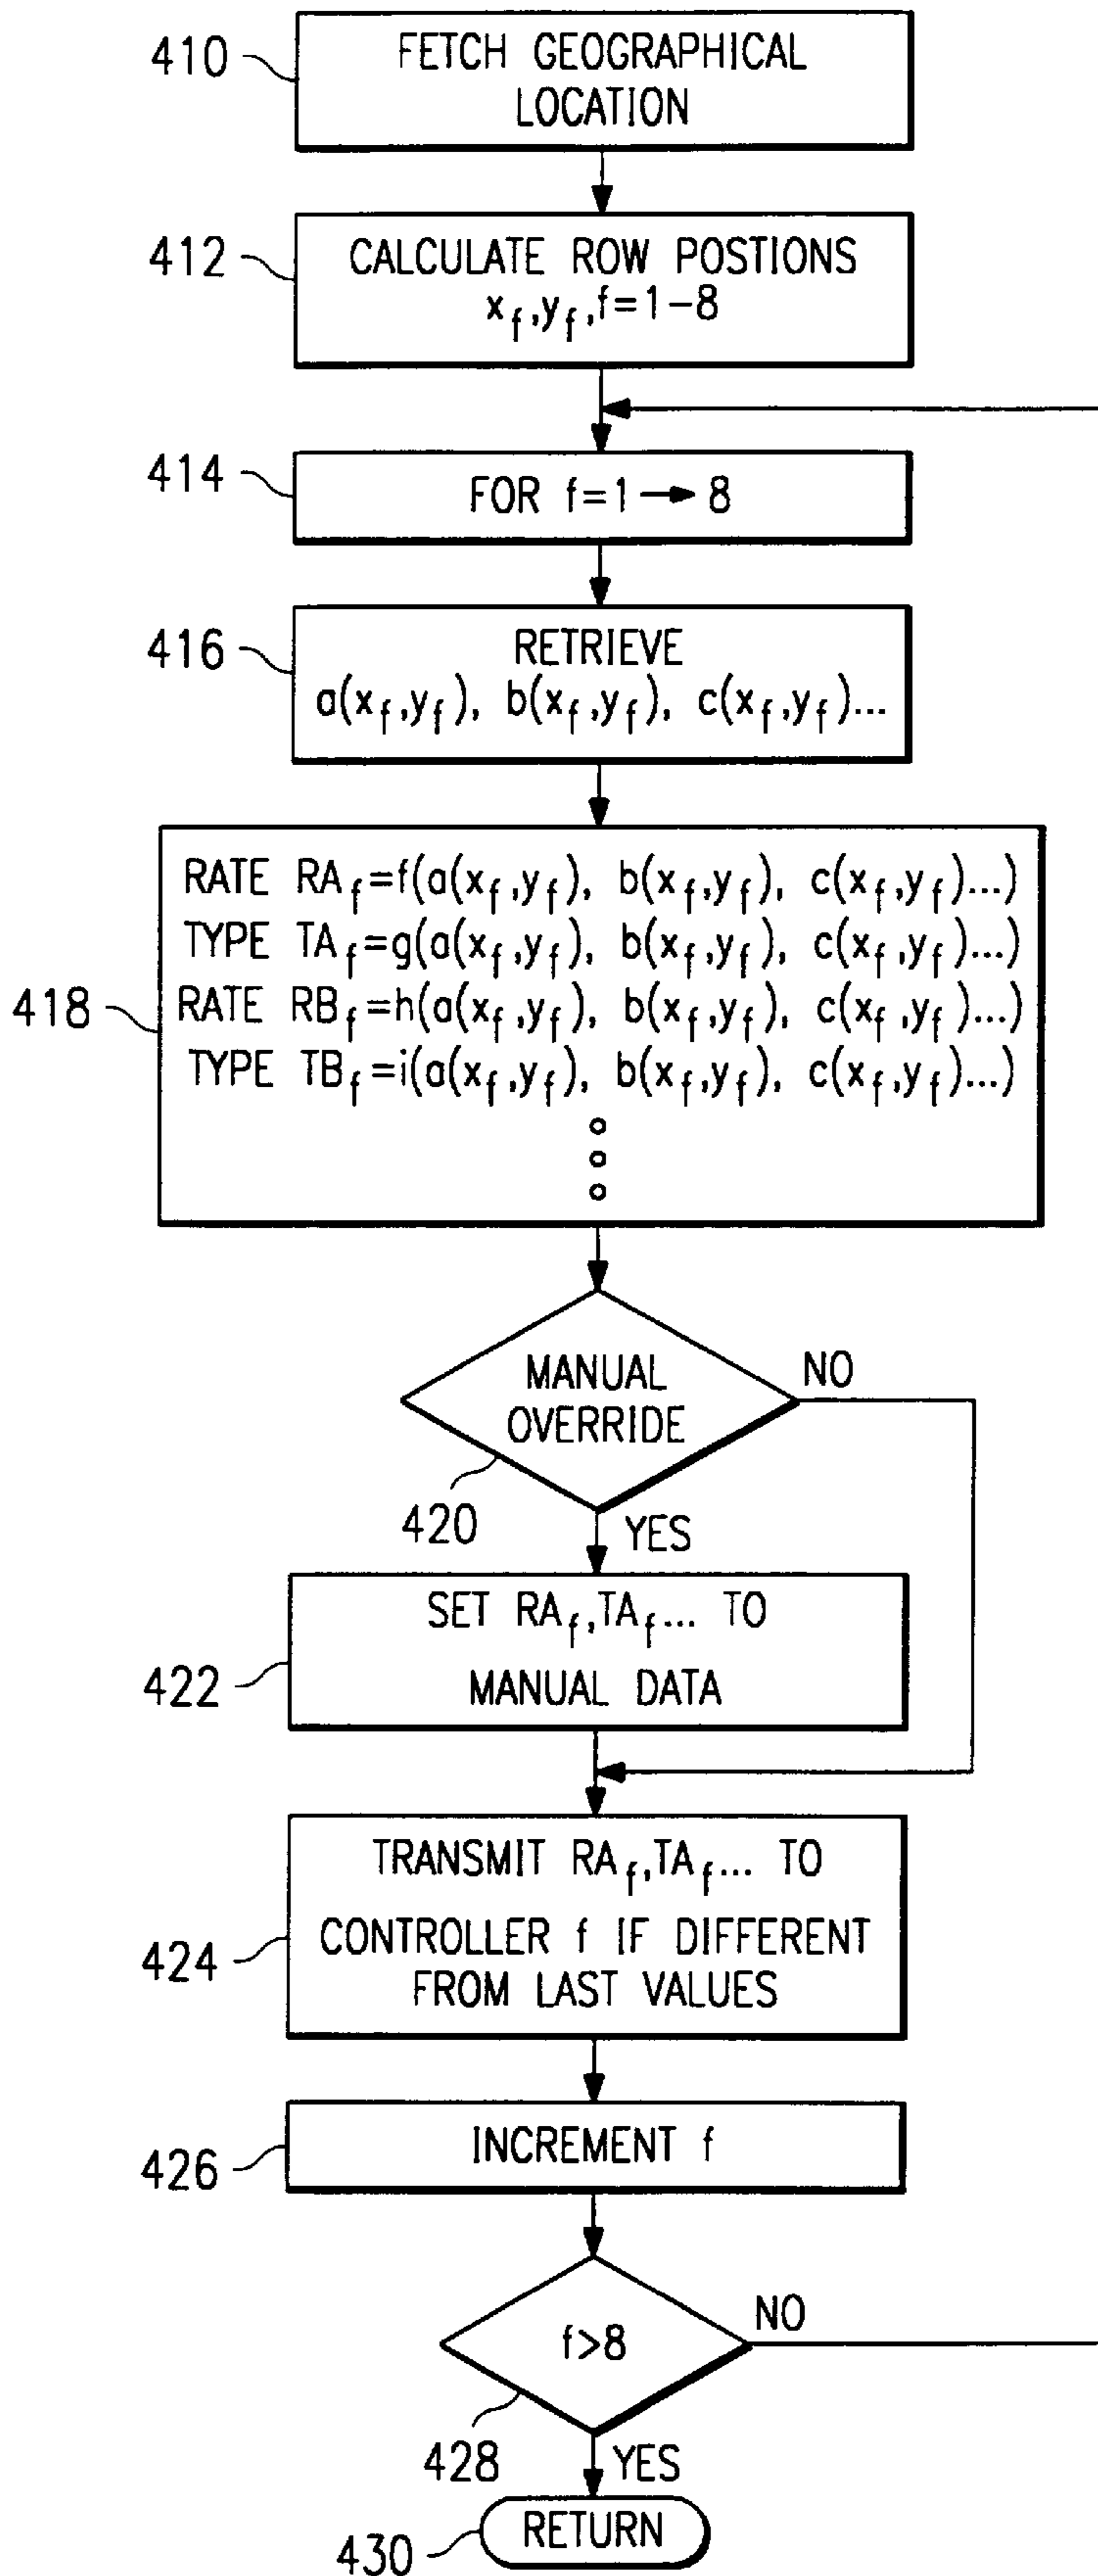 410
FETCH GEOGRAPHICAL
LOCATION
412
CALCULATE ROW POSTIONS
x_f,y_f,f=1-8
414
FOR f=1→8
416
RETRIEVE
a(x_f,y_f), b(x_f,y_f), c(x_f,y_f)...
418
RATE RA_f=f(a(x_f,y_f), b(x_f,y_f), c(x_f,y_f)...)
TYPE TA_f=g(a(x_f,y_f), b(x_f,y_f), c(x_f,y_f)...)
RATE RB_f=h(a(x_f,y_f), b(x_f,y_f), c(x_f,y_f)...)
TYPE TB_f=i(a(x_f,y_f), b(x_f,y_f), c(x_f,y_f)...)
MANUAL
OVERRIDE
NO
420
YES
422
SET RA_f,TA_f... TO
MANUAL DATA
424
TRANSMIT RA_f,TA_f... TO
CONTROLLER f IF DIFFERENT
FROM LAST VALUES
426
INCREMENT f
f>8
NO
428
YES
430
RETURN